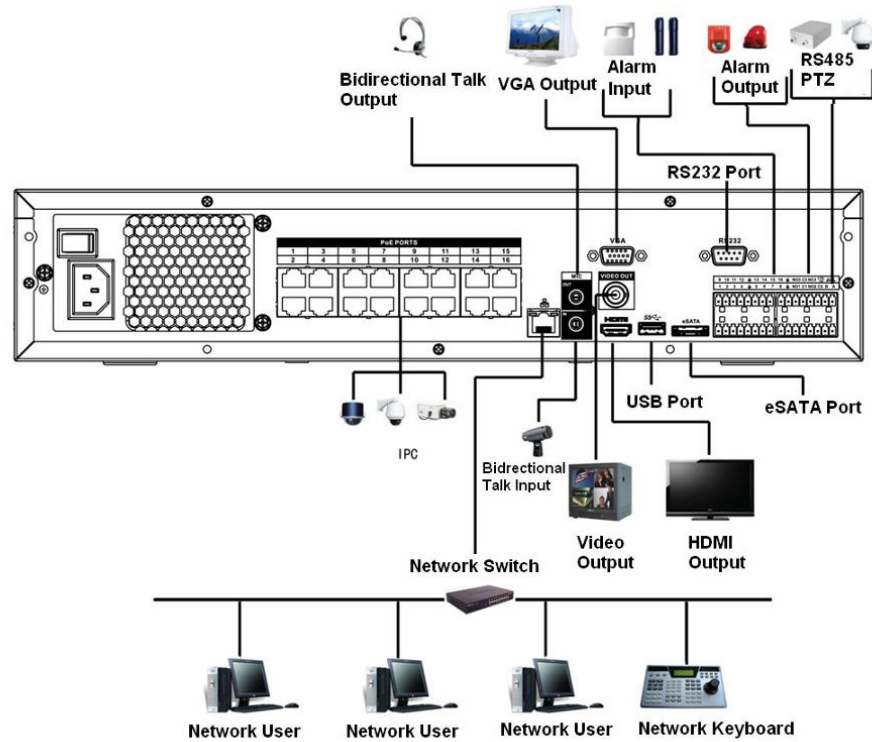 Bidirectional Talk
Output
VGA Output
Alarm
Input
Alarm
Output
RS485
PTZ
RS232 Port
PoE PORTS
1 3 5 7 9 11 13 15
2 4 6 8 10 12 14 16
MIC
OUT
IN
VGA
VIDEO OUT
HDMI
RS232
SS
eSATA
USB Port
eSATA Port
IPC
Bidrectional
Talk Input
Video
Output
HDMI
Output
Network Switch
Network User
Network User
Network User
Network Keyboard